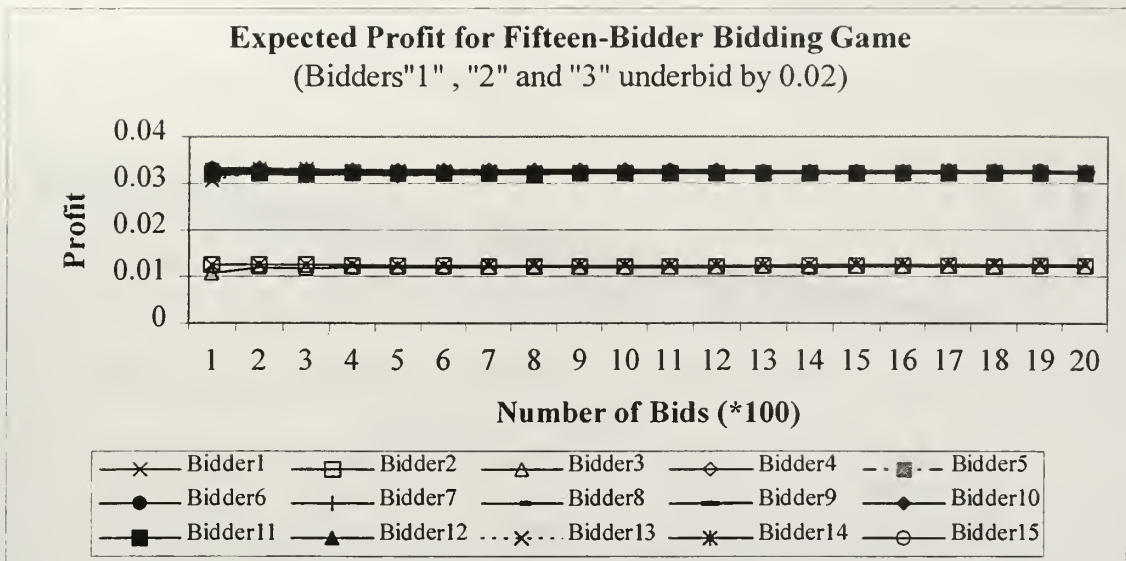 Expected Profit for Fifteen-Bidder Bidding Game
(Bidders"1" , "2" and "3" underbid by 0.02)
Profit
0.04
0.03
0.02
0.01
0
1 2 3 4 5 6 7 8 9 10 11 12 13 14 15 16 17 18 19 20
Number of Bids (*100)
Bidder1 Bidder2 Bidder3 Bidder4 Bidder5
Bidder6 Bidder7 Bidder8 Bidder9 Bidder10
Bidder11 Bidder12 Bidder13 Bidder14 Bidder15